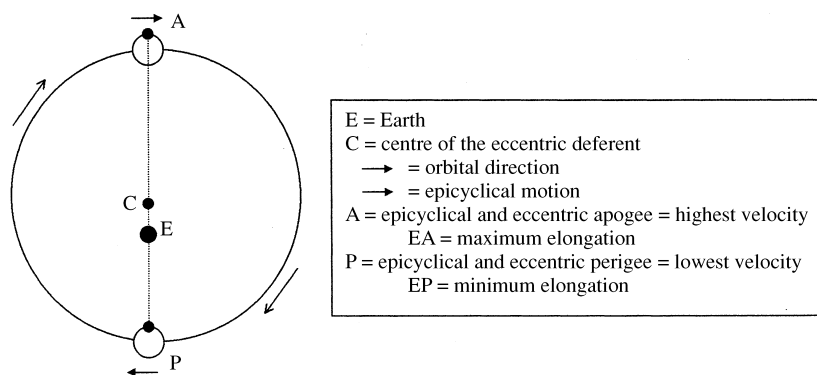 A
C
E
P
E = Earth
C = centre of the eccentric deferent
→ = orbital direction
→ = epicyclical motion
A = epicyclical and eccentric apogee = highest velocity
EA = maximum elongation
P = epicyclical and eccentric perigee = lowest velocity
EP = minimum elongation